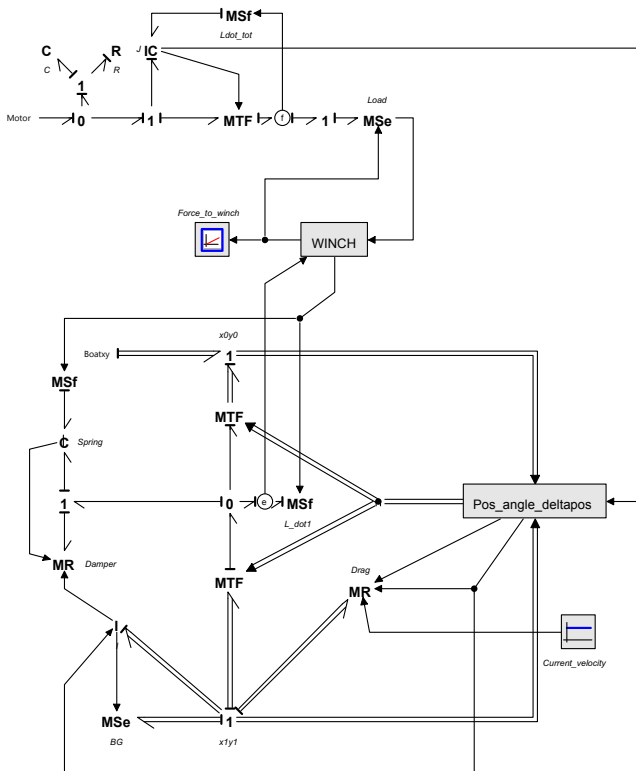 MSf
Ldot_tot
C
R
J
IC
C
R
1
Load
Motor
0
1
MTF
f
1
MSe
Force_to_winch
WINCH
x0y0
Boatxy
1
MSf
MTF
C
Spring
1
0
e
MSf
Pos_angle_deltapos
L_dot1
Drag
MR
Damper
MTF
MR
I
I
Current_velocity
MSe
1
BG
x1y1